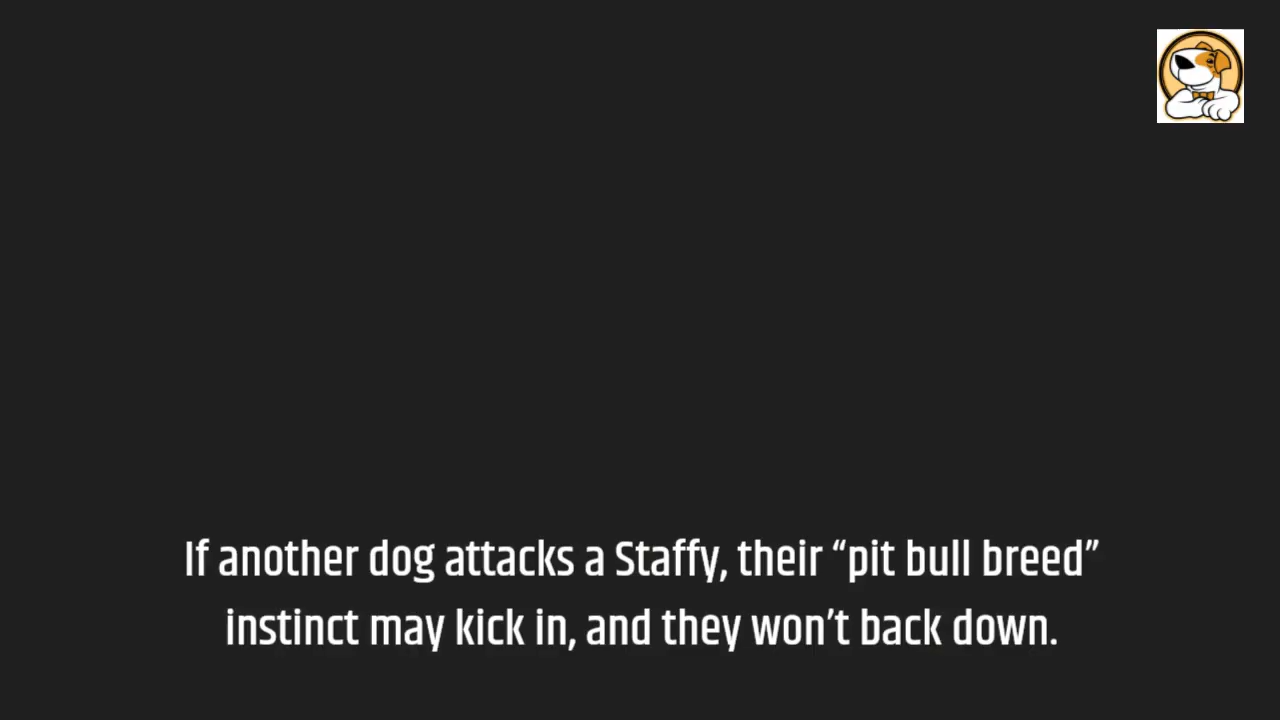 If another dog attacks a Staffy, their “pit bull breed”
instinct may kick in, and they won’t back down.